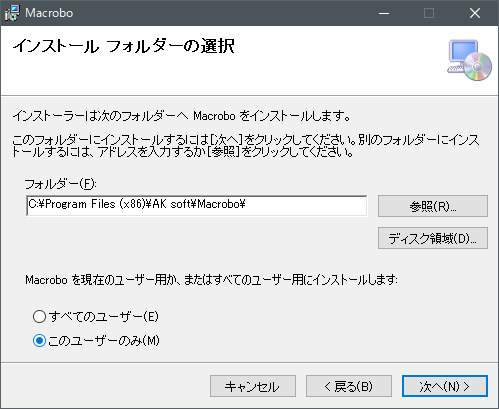 Macrobo
インストール フォルダーの選択
インストーラーは次のフォルダーへ Macrobo をインストールします。
このフォルダーにインストールするには[次へ]をクリックしてください。別のフォルダーにインス
トールするには、アドレスを入力するか[参照]をクリックしてください。
フォルダー(F):
C:¥Program Files (x86)¥AK soft¥Macrobo¥
参照(R)...
ディスク領域(D)...
Macrobo を現在のユーザー用か、またはすべてのユーザー用にインストールします:
すべてのユーザー(E)
このユーザーのみ(M)
キャンセル
< 戻る(B)
次へ(N) >